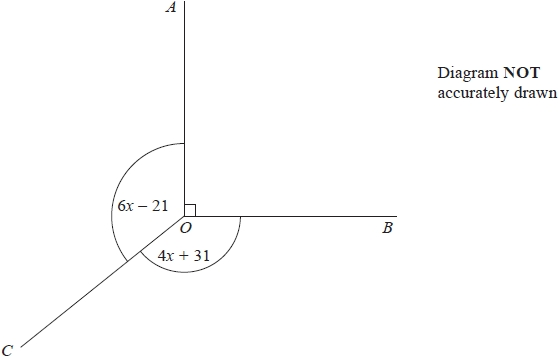 A
Diagram NOT
accurately drawn
6x – 21
O
B
4x + 31
C